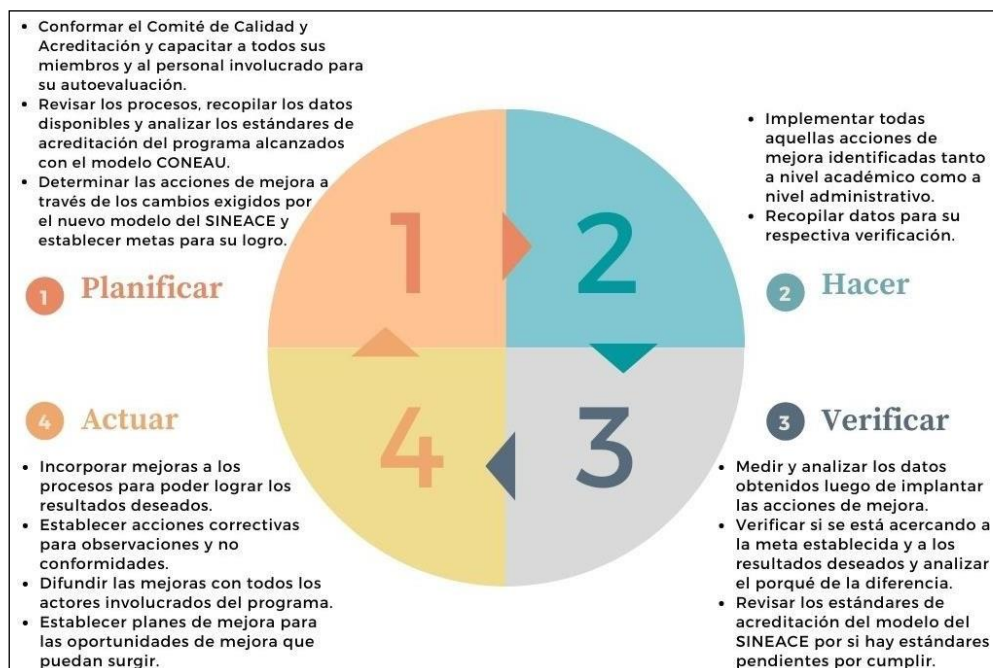 • Conformar el Comité de Calidad y
Acreditación y capacitar a todos sus
miembros y al personal involucrado para
su autoevaluación.
• Revisar los procesos, recopilar los datos
disponibles y analizar los estándares de
acreditación del programa alcanzados
con el modelo CONEAU.
• Determinar las acciones de mejora a
través de los cambios exigidos por
el nuevo modelo del SINEACE y
establecer metas para su logro.
1 Planificar
1
2
• Implementar todas
aquellas acciones de
mejora identificadas tanto
a nivel académico como a
nivel administrativo.
• Recopilar datos para su
respectiva verificación.
2 Hacer
3 Verificar
3
• Medir y analizar los datos
obtenidos luego de implantar
las acciones de mejora.
• Verificar si se está acercando a
la meta establecida y a los
resultados deseados y analizar
el porqué de la diferencia.
• Revisar los estándares de
acreditación del modelo del
SINEACE por si hay estándares
pendientes por cumplir.
4 Actuar
4
• Incorporar mejoras a los
procesos para poder lograr los
resultados deseados.
• Establecer acciones correctivas
para observaciones y no
conformidades.
• Difundir las mejoras con todos los
actores involucrados del programa.
• Establecer planes de mejora para
las oportunidades de mejora que
puedan surgir.